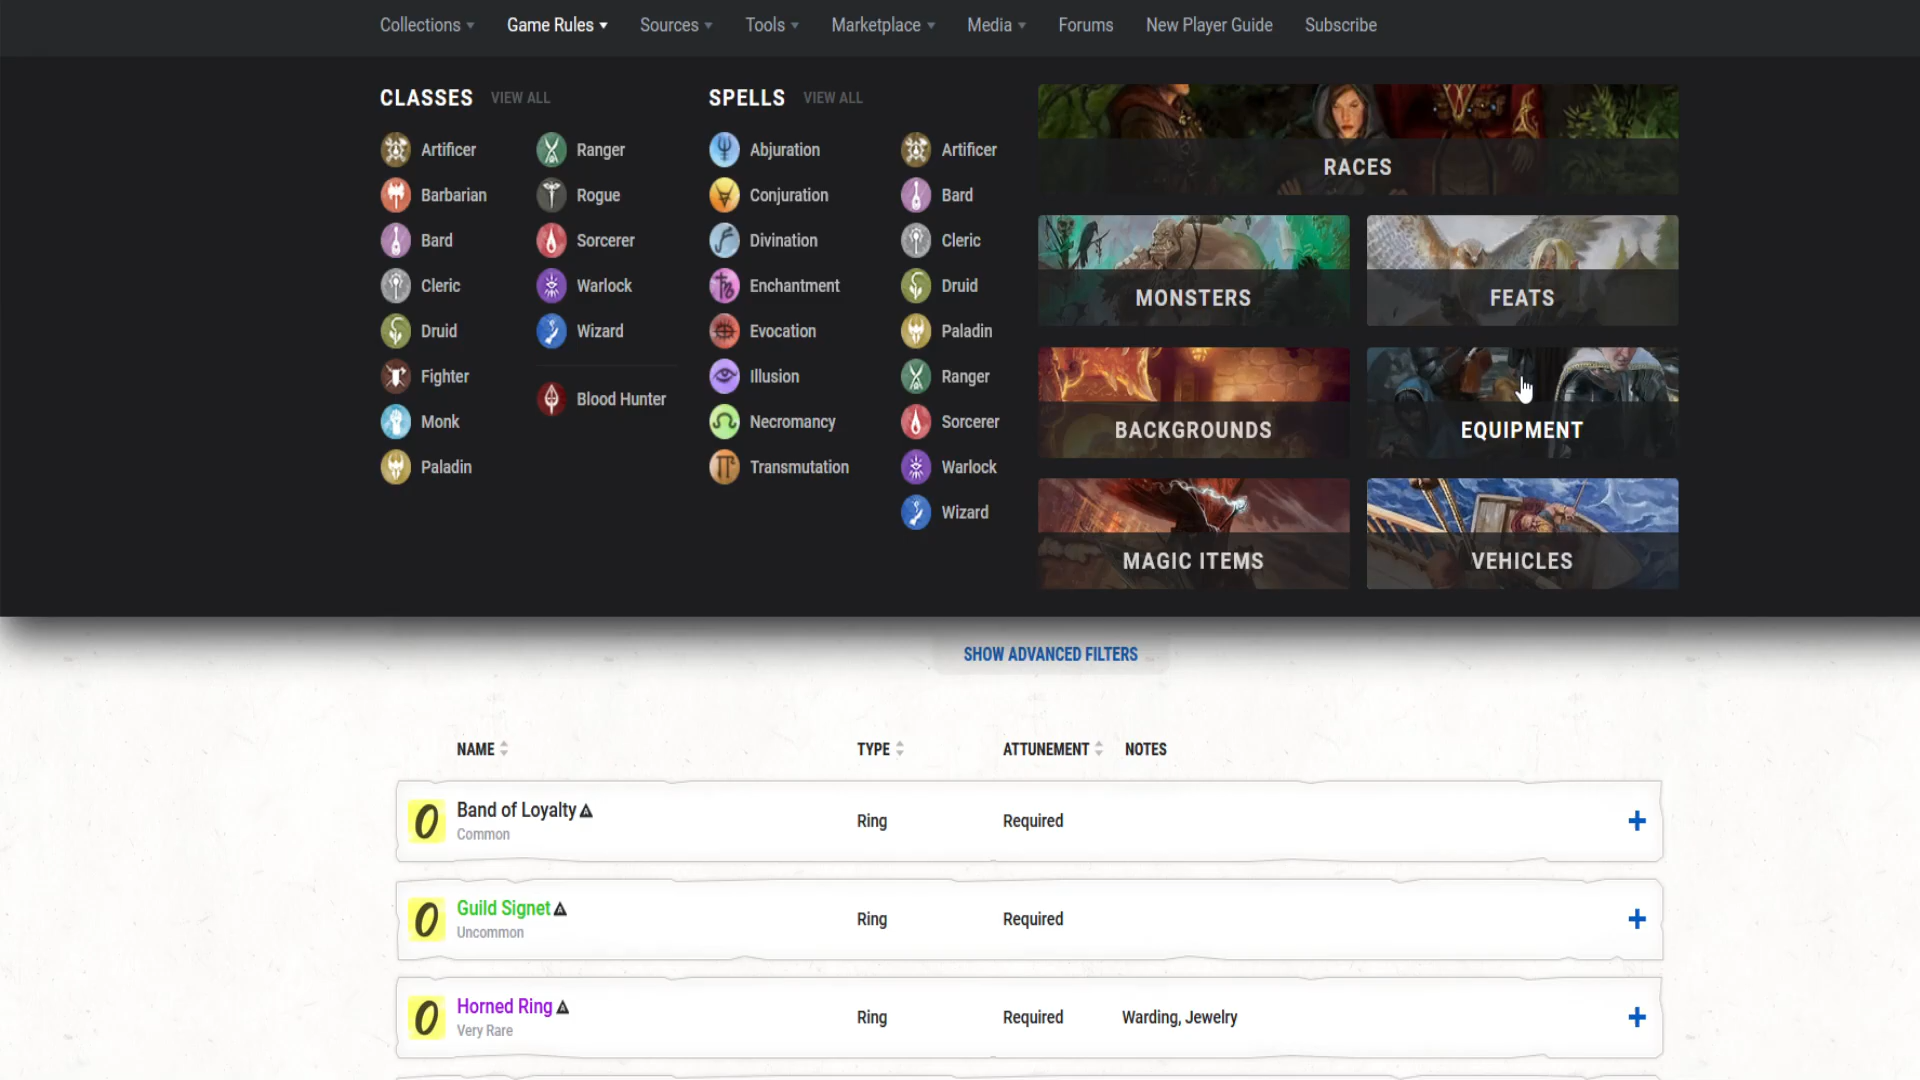 Collections Game Rules Sources Tools Marketplace Media Forums New Player Guide Subscribe
CLASSES VIEW ALL
Artificer
Barbarian
Bard
Cleric
Druid
Fighter
Monk
Paladin
Ranger
Rogue
Sorcerer
Warlock
Wizard
Blood Hunter
SPELLS VIEW ALL
Abjuration
Conjuration
Divination
Enchantment
Evocation
Illusion
Necromancy
Transmutation
Artificer
Bard
Cleric
Druid
Paladin
Ranger
Sorcerer
Warlock
Wizard
RACES
MONSTERS FEATS
BACKGROUNDS EQUIPMENT
MAGIC ITEMS VEHICLES
SHOW ADVANCED FILTERS
NAME TYPE ATTUNEMENT NOTES
Band of Loyalty Ring Required
Common
Guild Signet Ring Required
Uncommon
Horned Ring Ring Required Warding, Jewelry
Very Rare